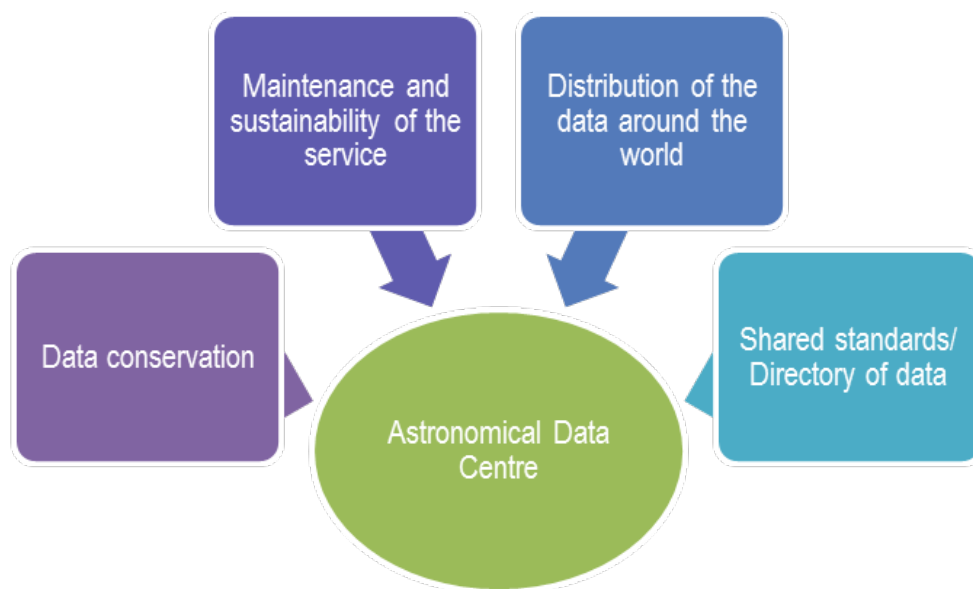 Maintenance and
sustainability of the
service
Distribution of the
data around the
world
Data conservation
Shared standards/
Directory of data
Astronomical Data
Centre